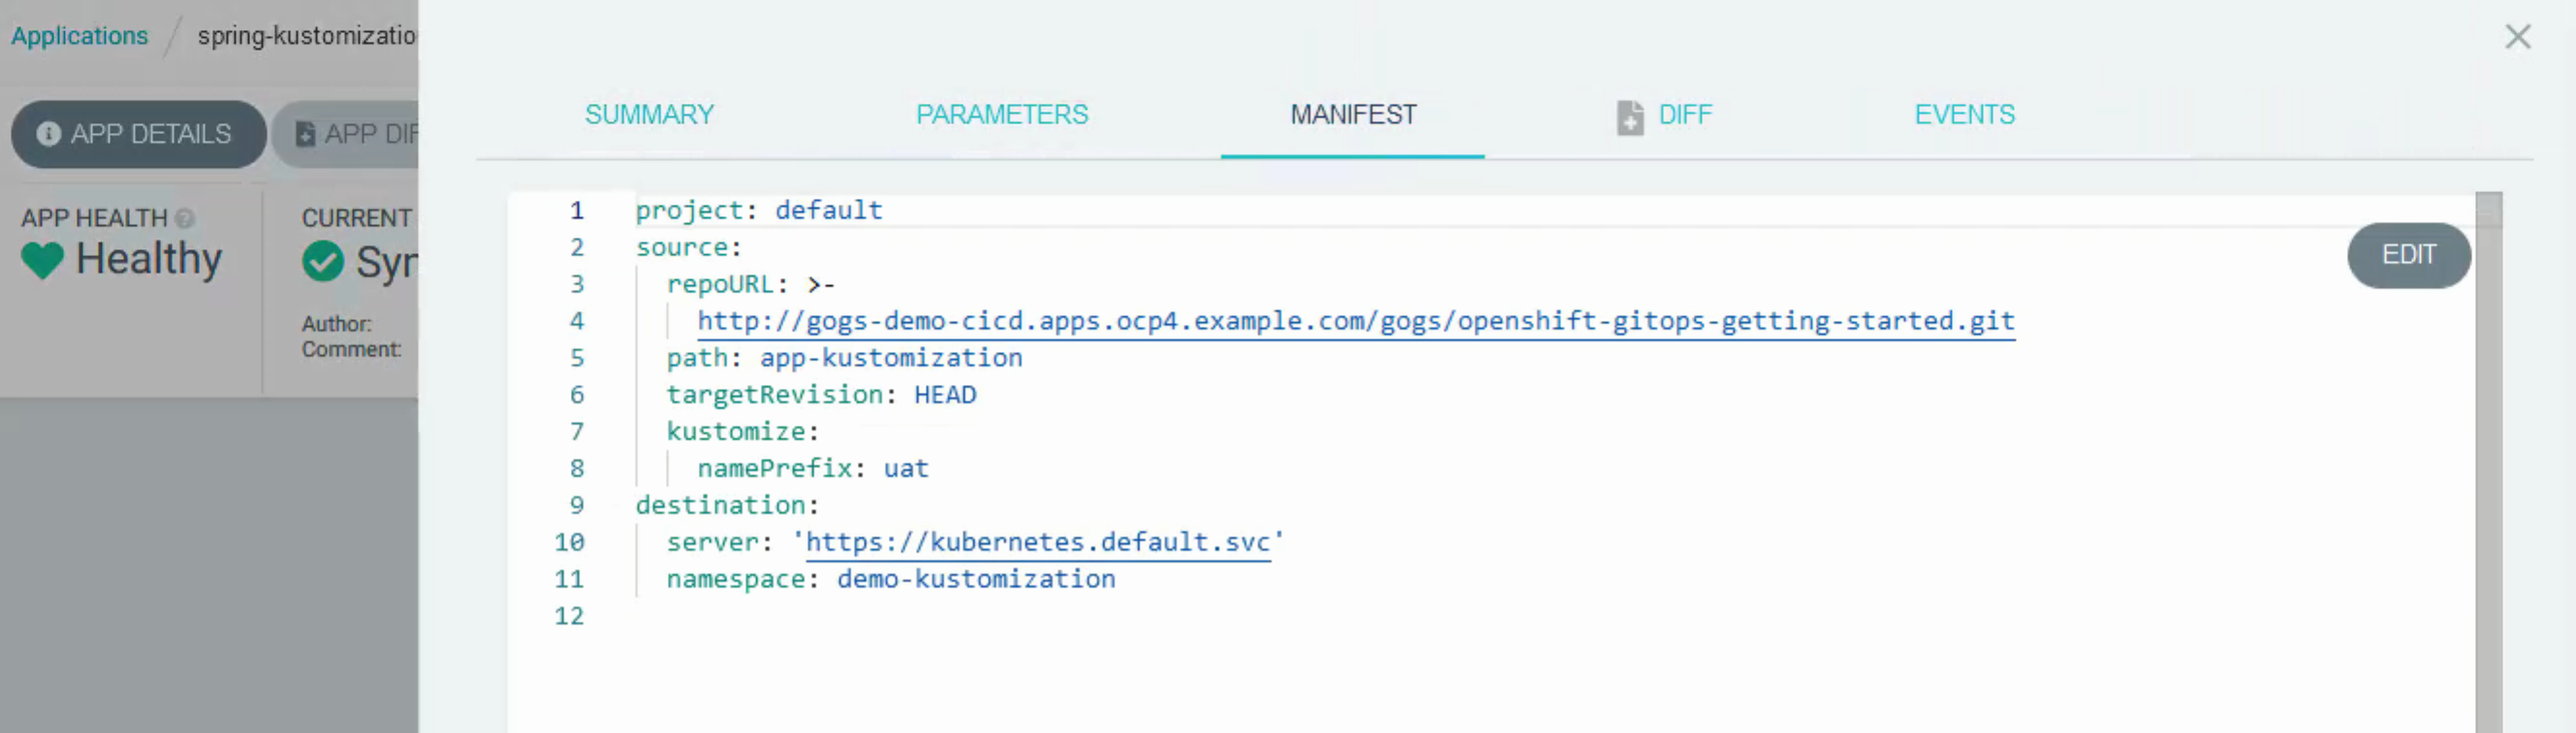 Applications / spring-kustomizatio
SUMMARY PARAMETERS MANIFEST DIFF EVENTS
APP DETAILS APP DIF
APP HEALTH
Healthy
CURRENT
Syn
Author:
Comment:
EDIT
1 project: default
2 source:
3 repoURL: >-
4 http://gogs-demo-cicd.apps.ocp4.example.com/gogs/openshift-gitops-getting-started.git
5 path: app-kustomization
6 targetRevision: HEAD
7 kustomize:
8 namePrefix: uat
9 destination:
10 server: 'https://kubernetes.default.svc'
11 namespace: demo-kustomization
12